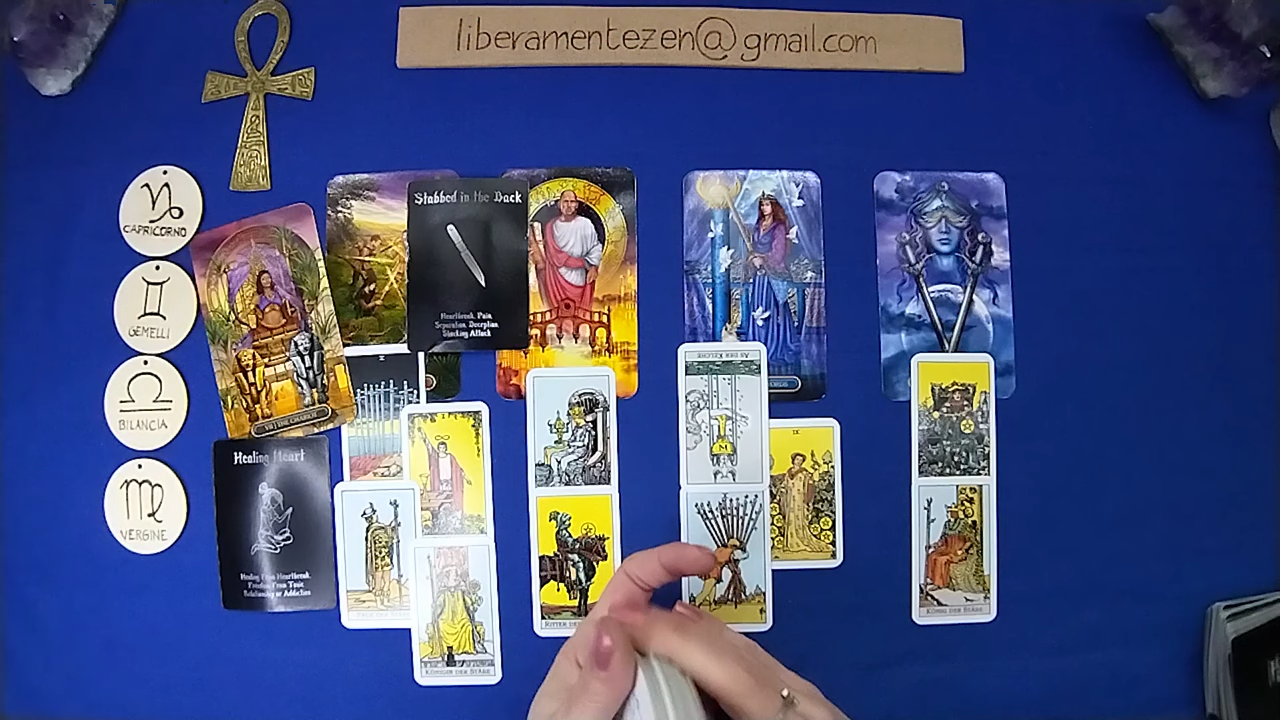 liberamentezen@gmail.com
CAPRICORNO
GEMELLI
BILANCIA
VERGINE
VII | THE CHARIOT
Stabbed in the Back
Heartbreak, Pain
Separation, Deception
Stacking Attack
Healing Heart
Healing From Heartbreak,
Freedom From Toxic
Relationship or Addiction
X
KÖNIGIN DER STÄBE
RITTER DER
AS DER KELCHE
IX
KÖNIG DER STÄBE